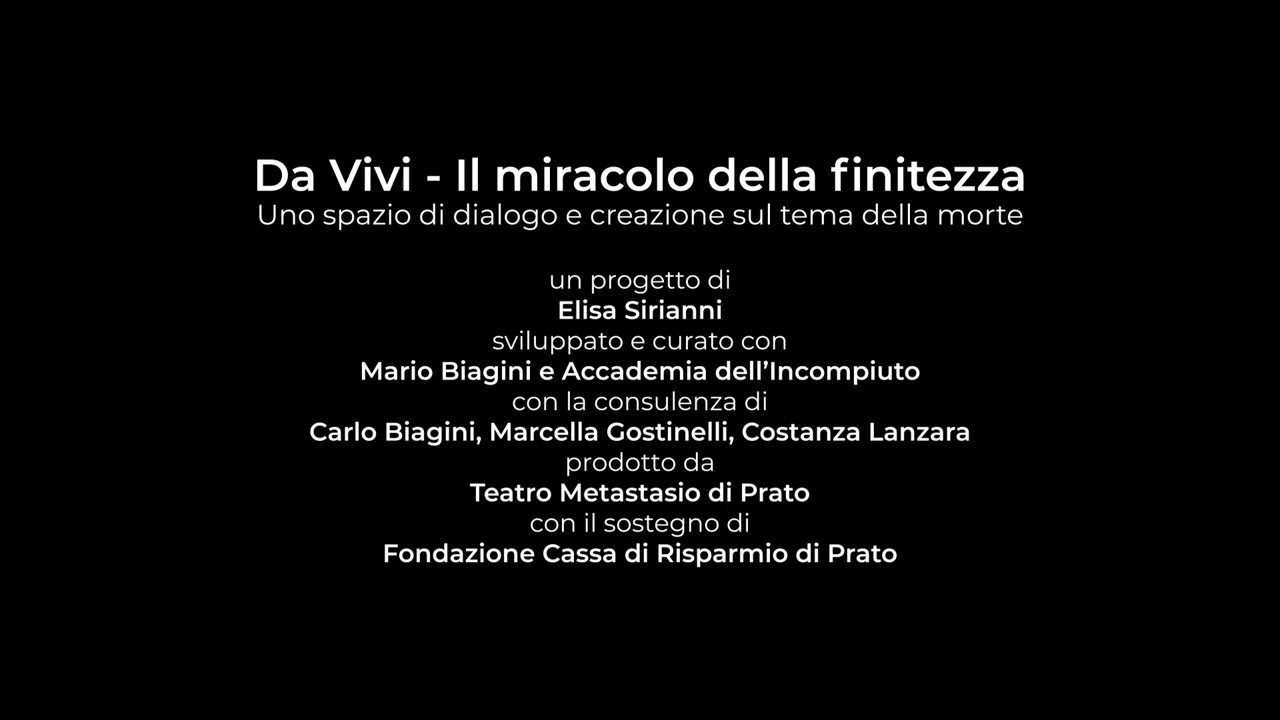 Da Vivi - Il miracolo della finitezza
Uno spazio di dialogo e creazione sul tema della morte
un progetto di
Elisa Sirianni
sviluppato e curato con
Mario Biagini e Accademia dell’Incompiuto
con la consulenza di
Carlo Biagini, Marcella Gostinelli, Costanza Lanzara
prodotto da
Teatro Metastasio di Prato
con il sostegno di
Fondazione Cassa di Risparmio di Prato